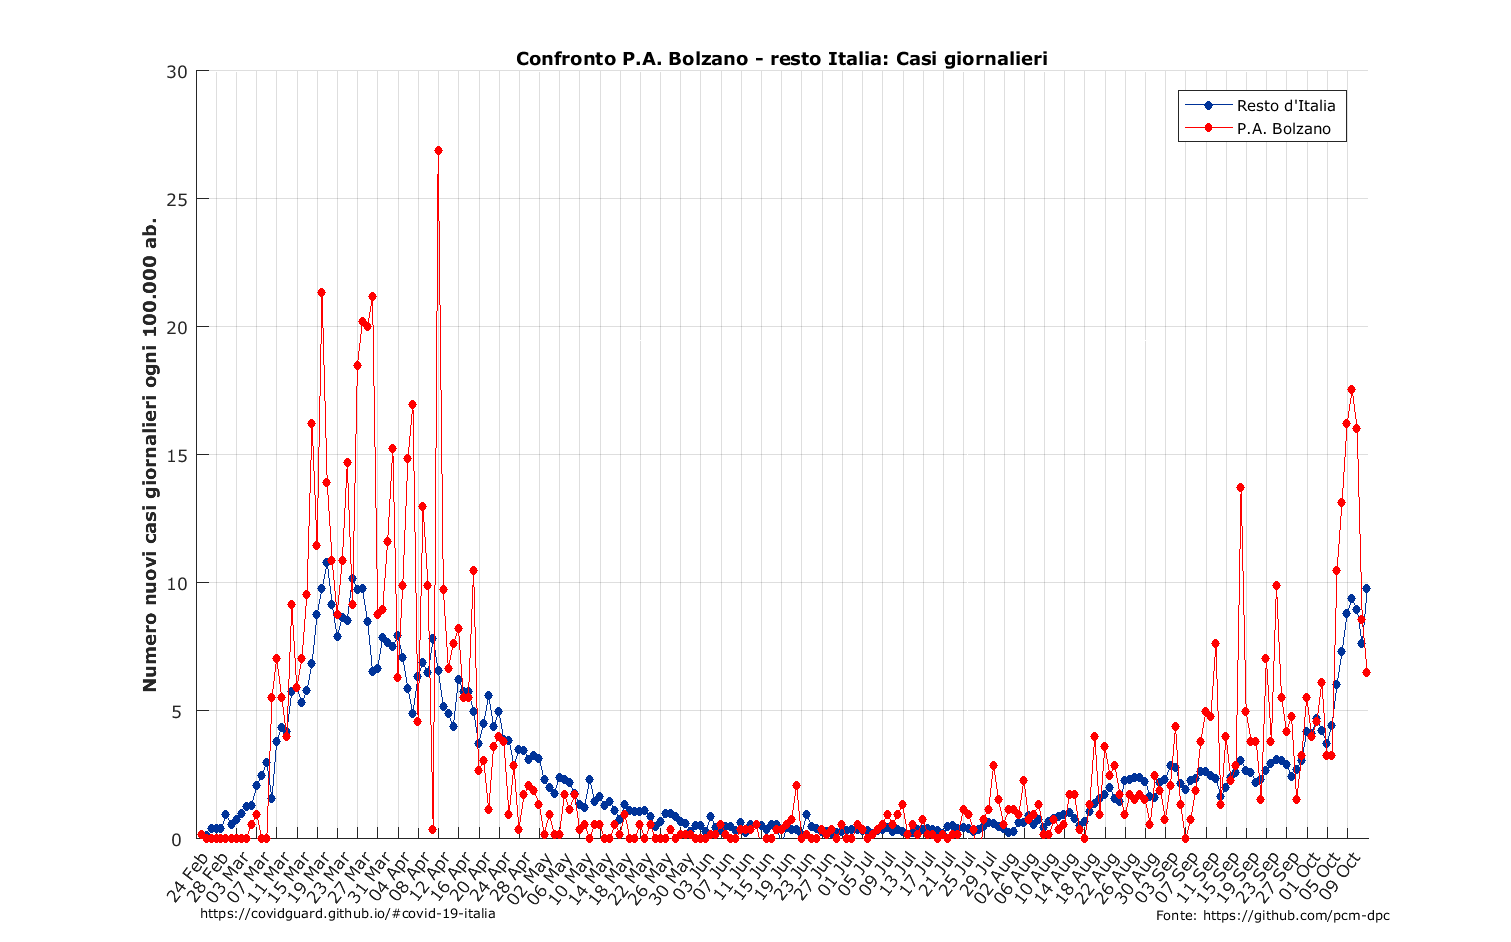 Confronto P.A. Bolzano - resto Italia: Casi giornalieri
Resto d'Italia
P.A. Bolzano
Numero nuovi casi giornalieri ogni 100.000 ab.
30
25
20
15
10
5
0
24 Feb
28 Feb
03 Mar
07 Mar
11 Mar
15 Mar
19 Mar
23 Mar
27 Mar
31 Mar
04 Apr
08 Apr
12 Apr
16 Apr
20 Apr
24 Apr
28 Apr
02 May
06 May
10 May
14 May
18 May
22 May
26 May
30 May
03 Jun
07 Jun
11 Jun
15 Jun
19 Jun
23 Jun
27 Jun
01 Jul
05 Jul
09 Jul
13 Jul
17 Jul
21 Jul
25 Jul
29 Jul
02 Aug
06 Aug
10 Aug
14 Aug
18 Aug
22 Aug
26 Aug
30 Aug
03 Sep
07 Sep
11 Sep
15 Sep
19 Sep
23 Sep
27 Sep
01 Oct
05 Oct
09 Oct
https://covidguard.github.io/#covid-19-italia
Fonte: https://github.com/pcm-dpc